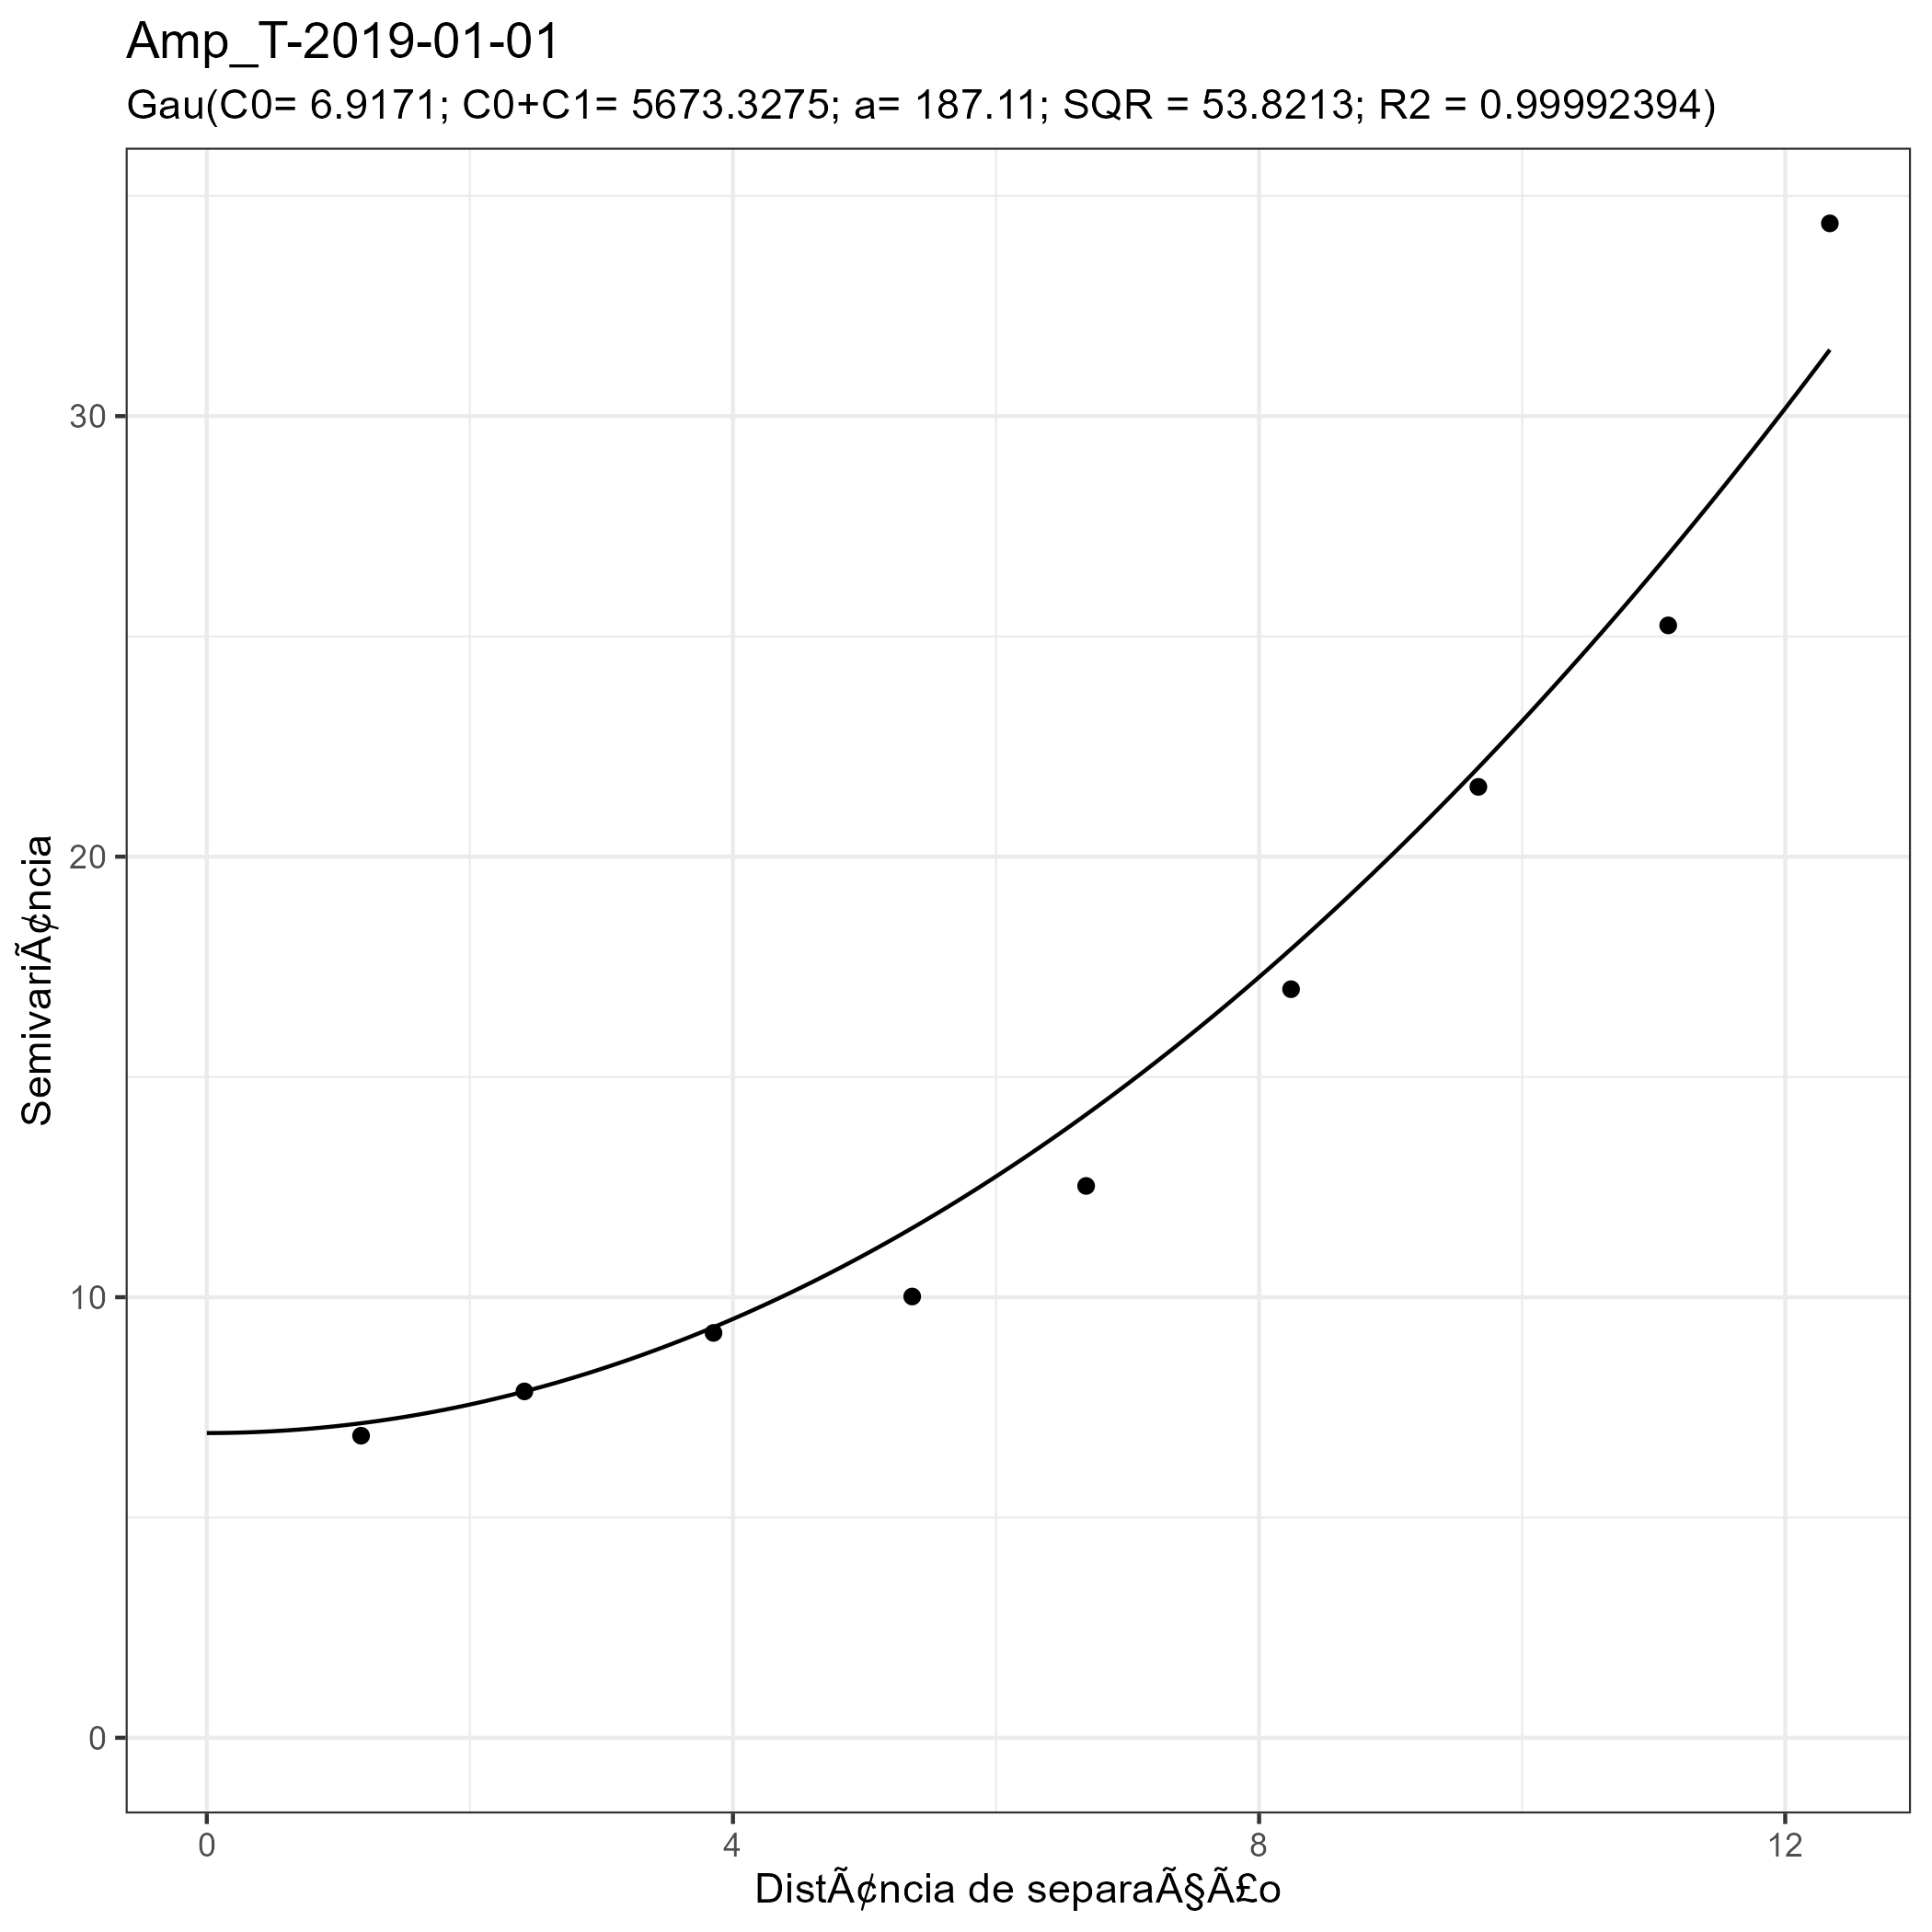 Amp_T-2019-01-01
Gau(C0= 6.9171; C0+C1= 5673.3275; a= 187.11; SQR = 53.8213; R2 = 0.99992394)
SemivariÃ¢ncia
30
20
10
0
0 4 8 12
DistÃ¢ncia de separaÃ§Ã£o